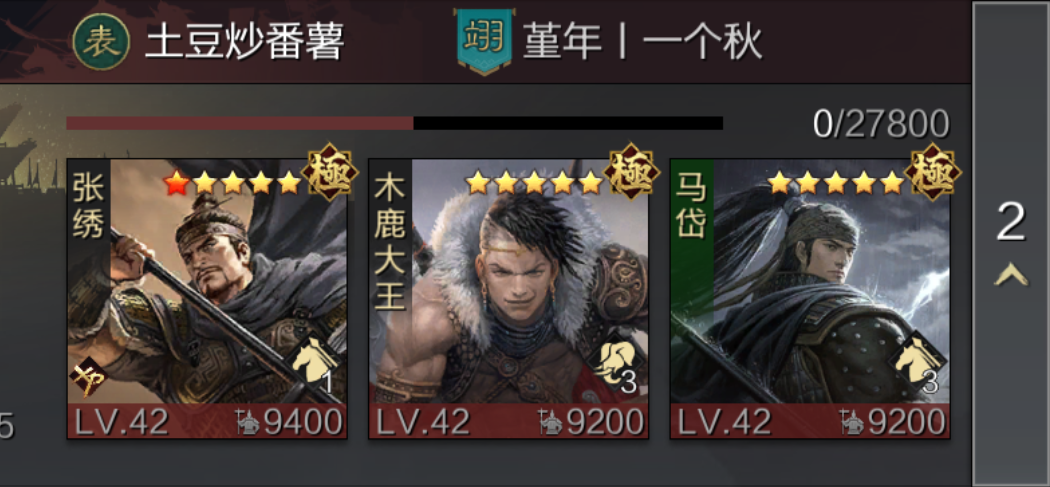 表 土豆炒番薯 翊 堇年丨一个秋
0/27800
2
张绣 極 1 LV.42 9400
木鹿大王 極 3 LV.42 9200
马岱 極 3 LV.42 9200
5